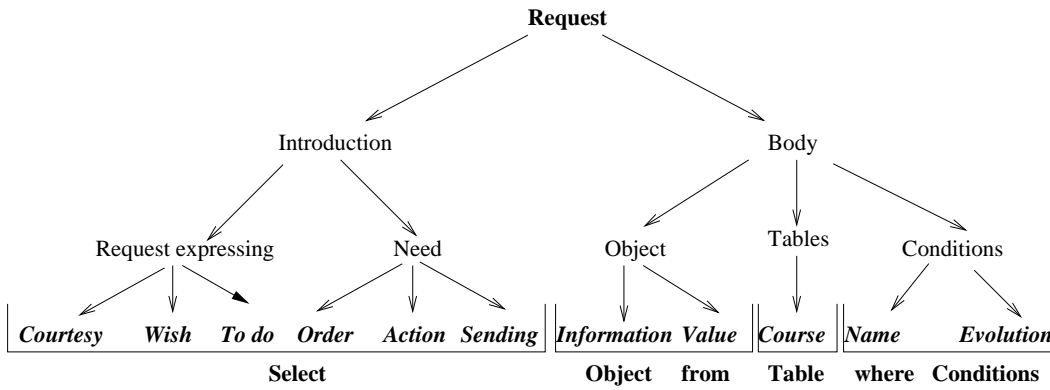 Request
Introduction Body
Request expressing Need Object Tables Conditions
Courtesy Wish To do Order Action Sending Information Value Course Name Evolution
Select Object from Table where Conditions